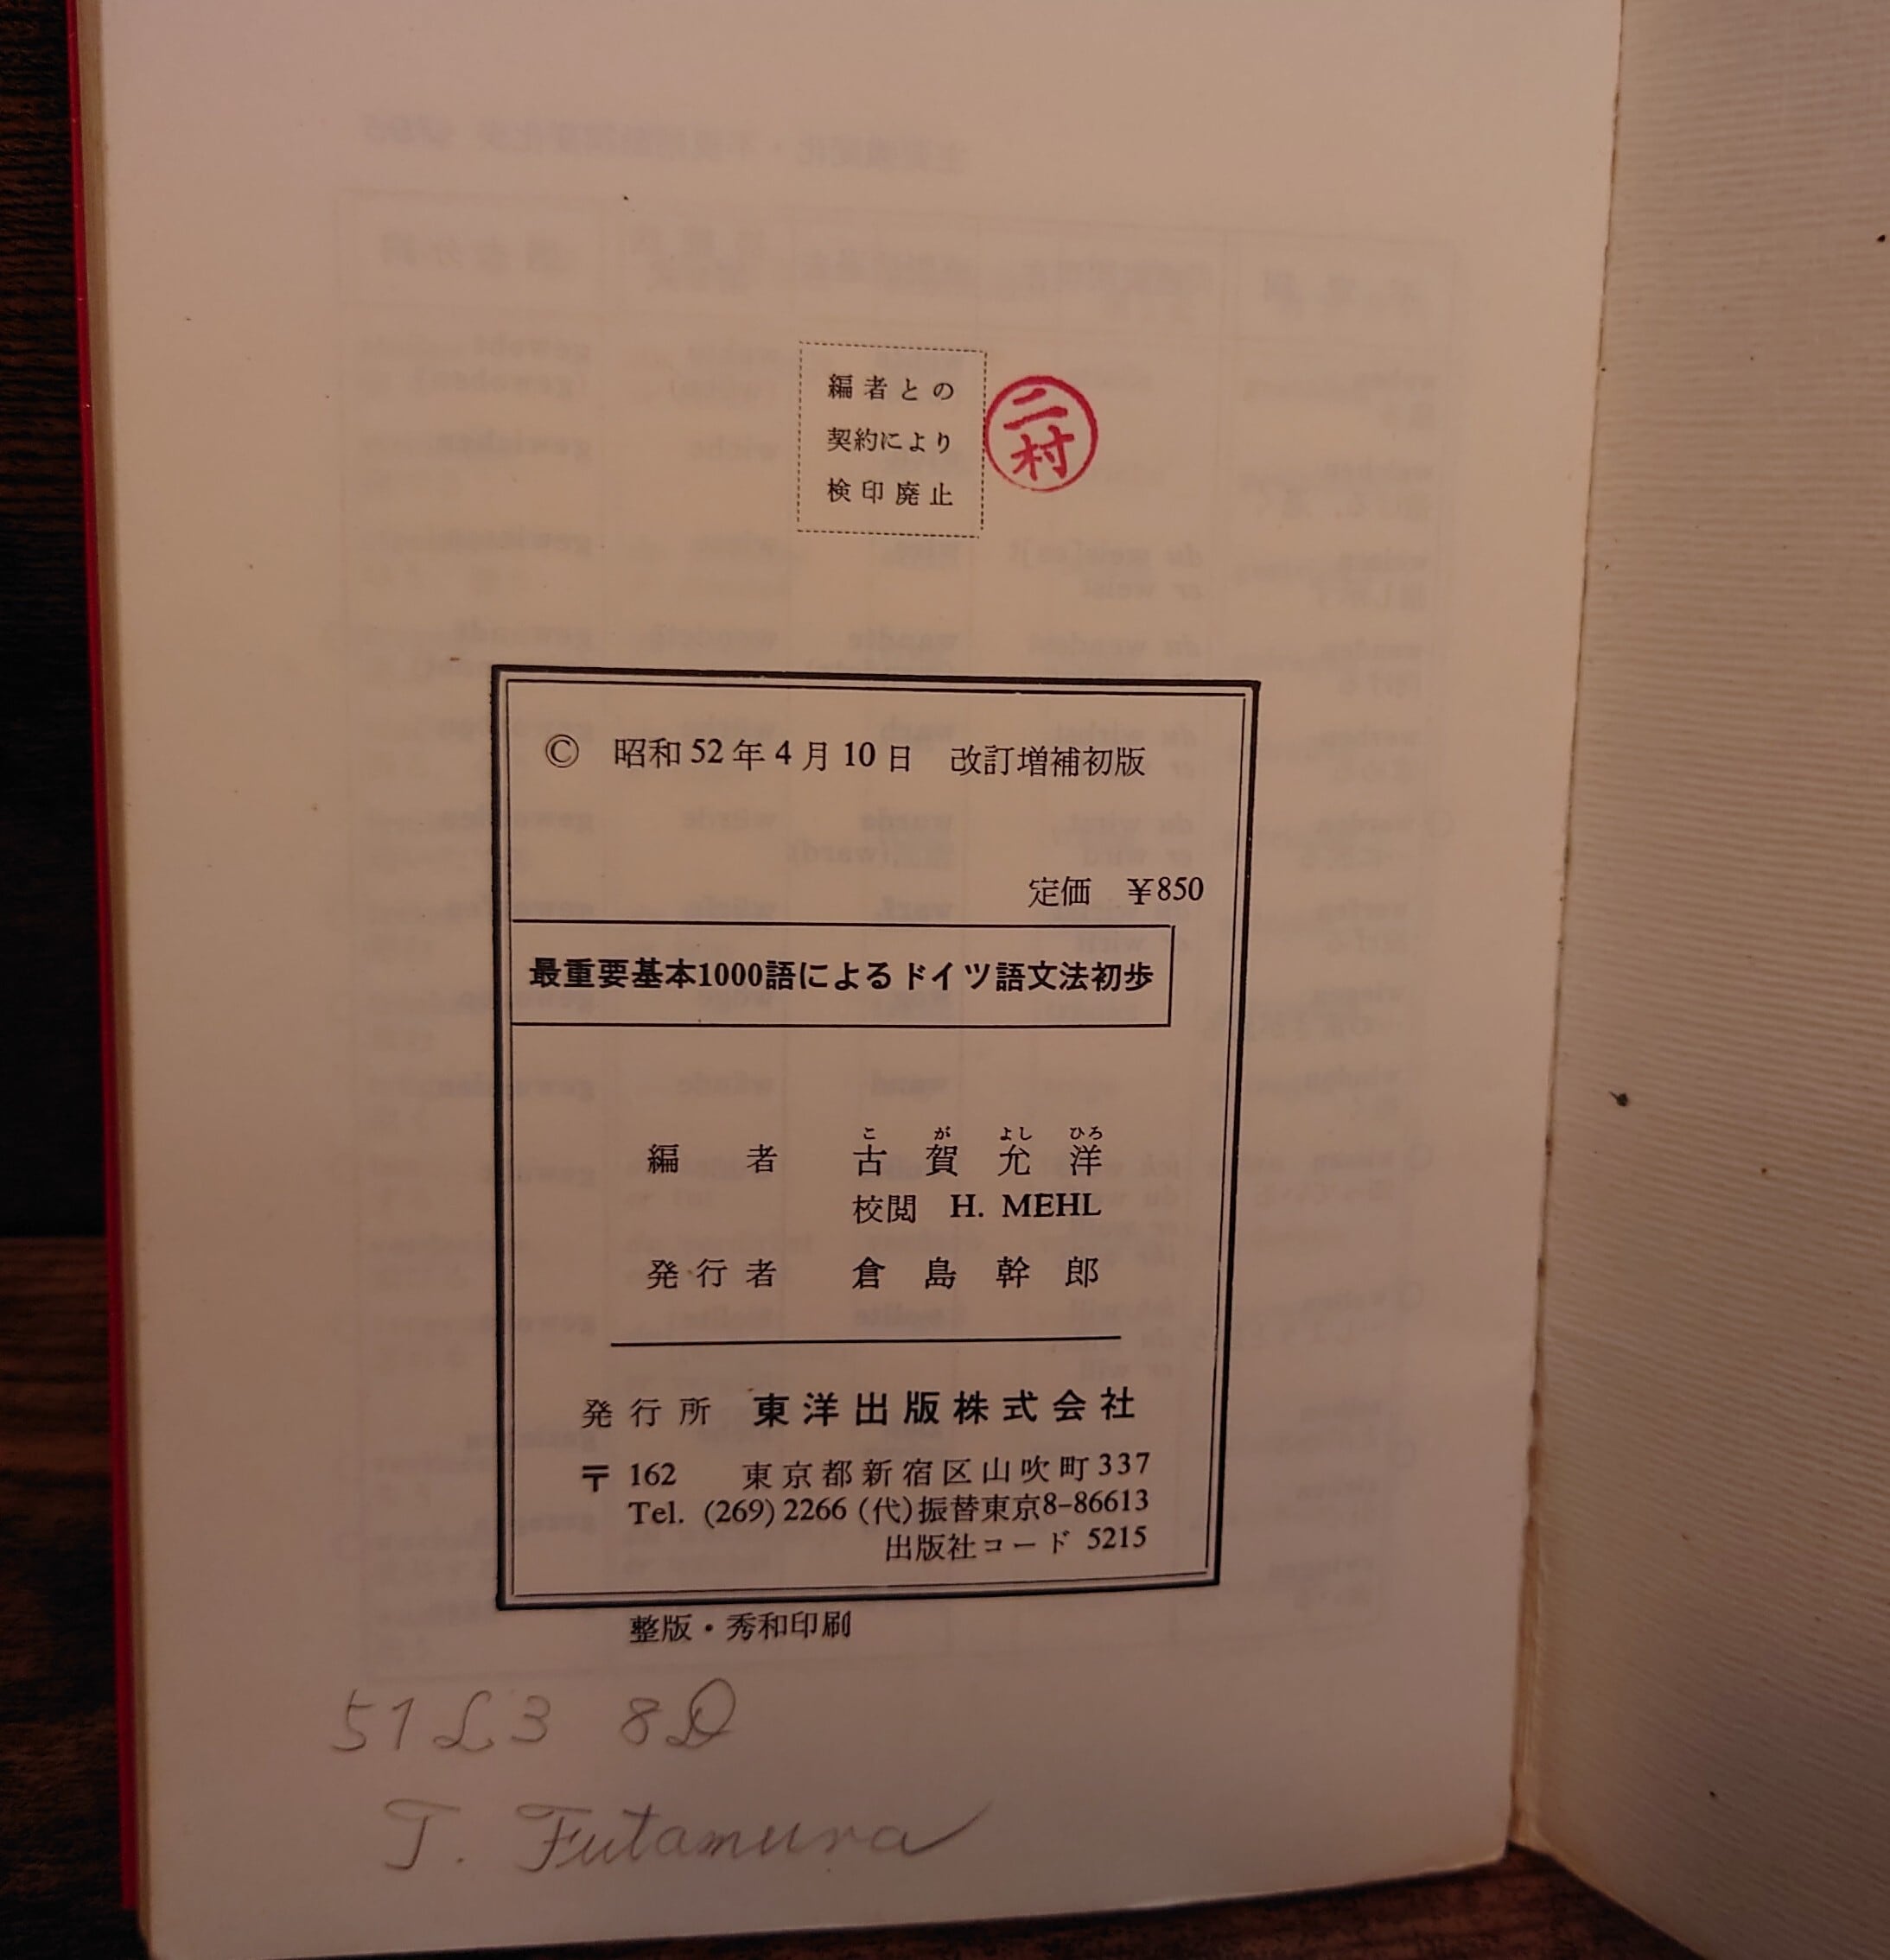 編者との
契約により
検印廃止
二村
© 昭和52年4月10日 改訂増補初版
定価 ¥850
最重要基本1000語によるドイツ語文法初歩
こ が よし ひろ
編者 古賀允洋
校閲 H. MEHL
発行者 倉島幹郎
発行所 東洋出版株式会社
〒162 東京都新宿区山吹町337
Tel. (269) 2266 (代)振替東京8-86613
出版社コード 5215
整版・秀和印刷
51L3 8D
T. Futamura